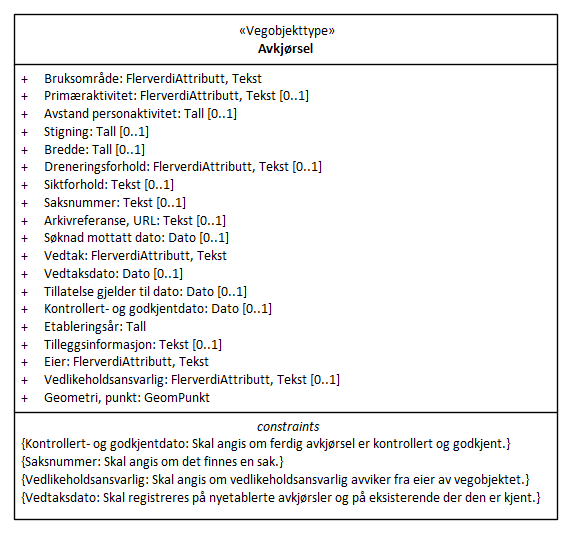 «Vegobjekttype»
Avkjørsel
+ Bruksområde: FlerverdiAttributt, Tekst
+ Primæraktivitet: FlerverdiAttributt, Tekst [0..1]
+ Avstand personaktivitet: Tall [0..1]
+ Stigning: Tall [0..1]
+ Bredde: Tall [0..1]
+ Dreneringsforhold: FlerverdiAttributt, Tekst [0..1]
+ Siktforhold: Tekst [0..1]
+ Saksnummer: Tekst [0..1]
+ Arkivreferanse, URL: Tekst [0..1]
+ Søknad mottatt dato: Dato [0..1]
+ Vedtak: FlerverdiAttributt, Tekst
+ Vedtaksdato: Dato [0..1]
+ Tillatelse gjelder til dato: Dato [0..1]
+ Kontrollert- og godkjentdato: Dato [0..1]
+ Etableringsår: Tall
+ Tilleggsinformasjon: Tekst [0..1]
+ Eier: FlerverdiAttributt, Tekst
+ Vedlikeholdsansvarlig: FlerverdiAttributt, Tekst [0..1]
+ Geometri, punkt: GeomPunkt
constraints
{Kontrollert- og godkjentdato: Skal angis om ferdig avkjørsel er kontrollert og godkjent.}
{Saksnummer: Skal angis om det finnes en sak.}
{Vedlikeholdsansvarlig: Skal angis om vedlikeholdsansvarlig avviker fra eier av vegobjektet.}
{Vedtaksdato: Skal registreres på nyetablerte avkjørsler og på eksisterende der den er kjent.}